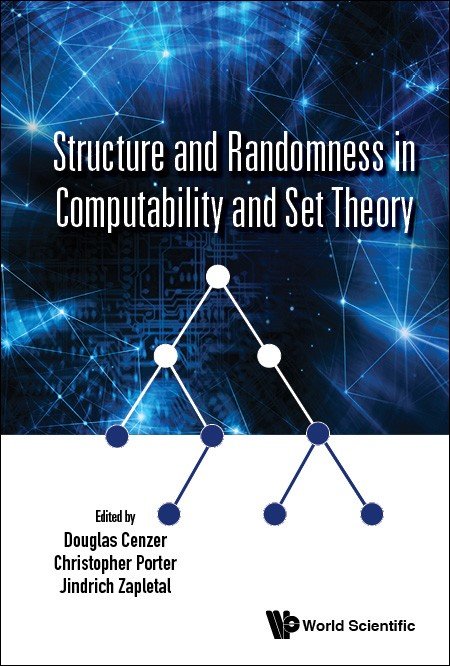 Structure and Randomness in
Computability and Set Theory
Edited by
Douglas Cenzer
Christopher Porter
Jindrich Zapletal
World Scientific